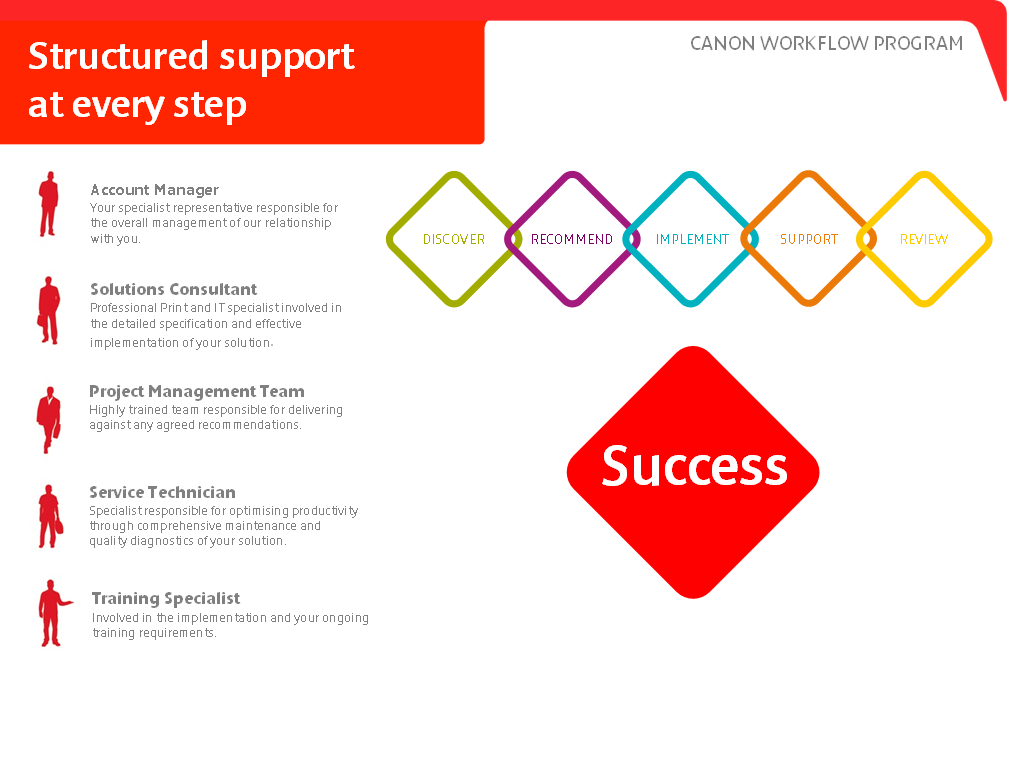 Structured support
at every step
CANON WORKFLOW PROGRAM
Account Manager
Your specialist representative responsible for
the overall management of our relationship
with you.
Solutions Consultant
Professional Print and IT specialist involved in
the detailed specification and effective
implementation of your solution.
Project Management Team
Highly trained team responsible for delivering
against any agreed recommendations.
Service Technician
Specialist responsible for optimising productivity
through comprehensive maintenance and
quality diagnostics of your solution.
Training Specialist
Involved in the implementation and your ongoing
training requirements.
DISCOVER RECOMMEND IMPLEMENT SUPPORT REVIEW
Success